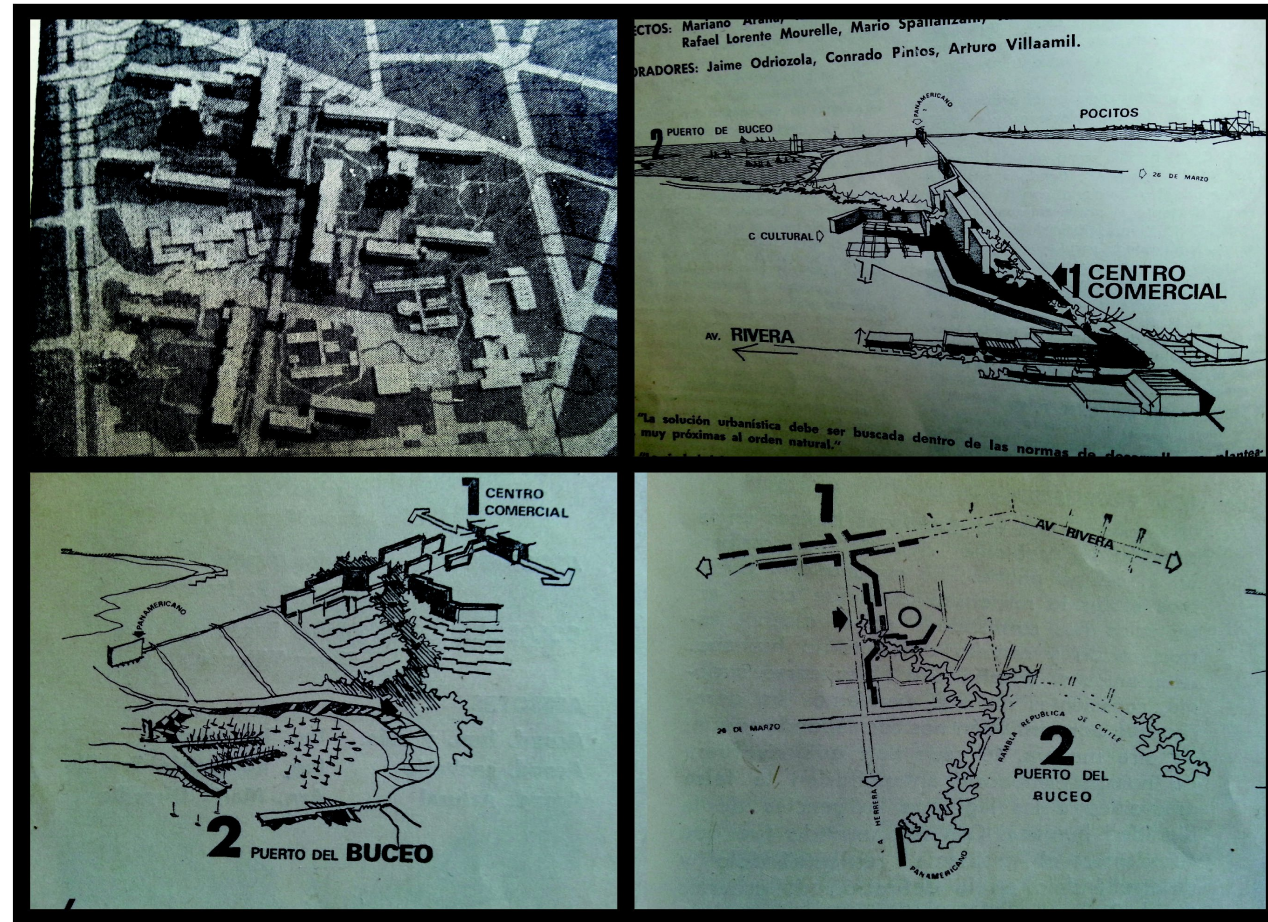 ECTOS: Mariano Arana,
Rafael Lorente Mourelle, Mario Spallanzani,
ORADORES: Jaime Odriozola, Conrado Pintos, Arturo Villaamil.
PANAMERICANO
POCITOS
2 PUERTO DE BUCEO
26 DE MARZO
C CULTURAL
1 CENTRO
COMERCIAL
AV. RIVERA
"La solución urbanística debe ser buscada dentro de las normas de
muy próximas al orden natural."
1 CENTRO
COMERCIAL
PANAMERICANO
2 PUERTO DEL BUCEO
1
AV RIVERA
26 DE MARZO
RAMBLA REPUBLICA DE CHILE
2
PUERTO DEL
BUCEO
L A HERRERA
PANAMERICANO